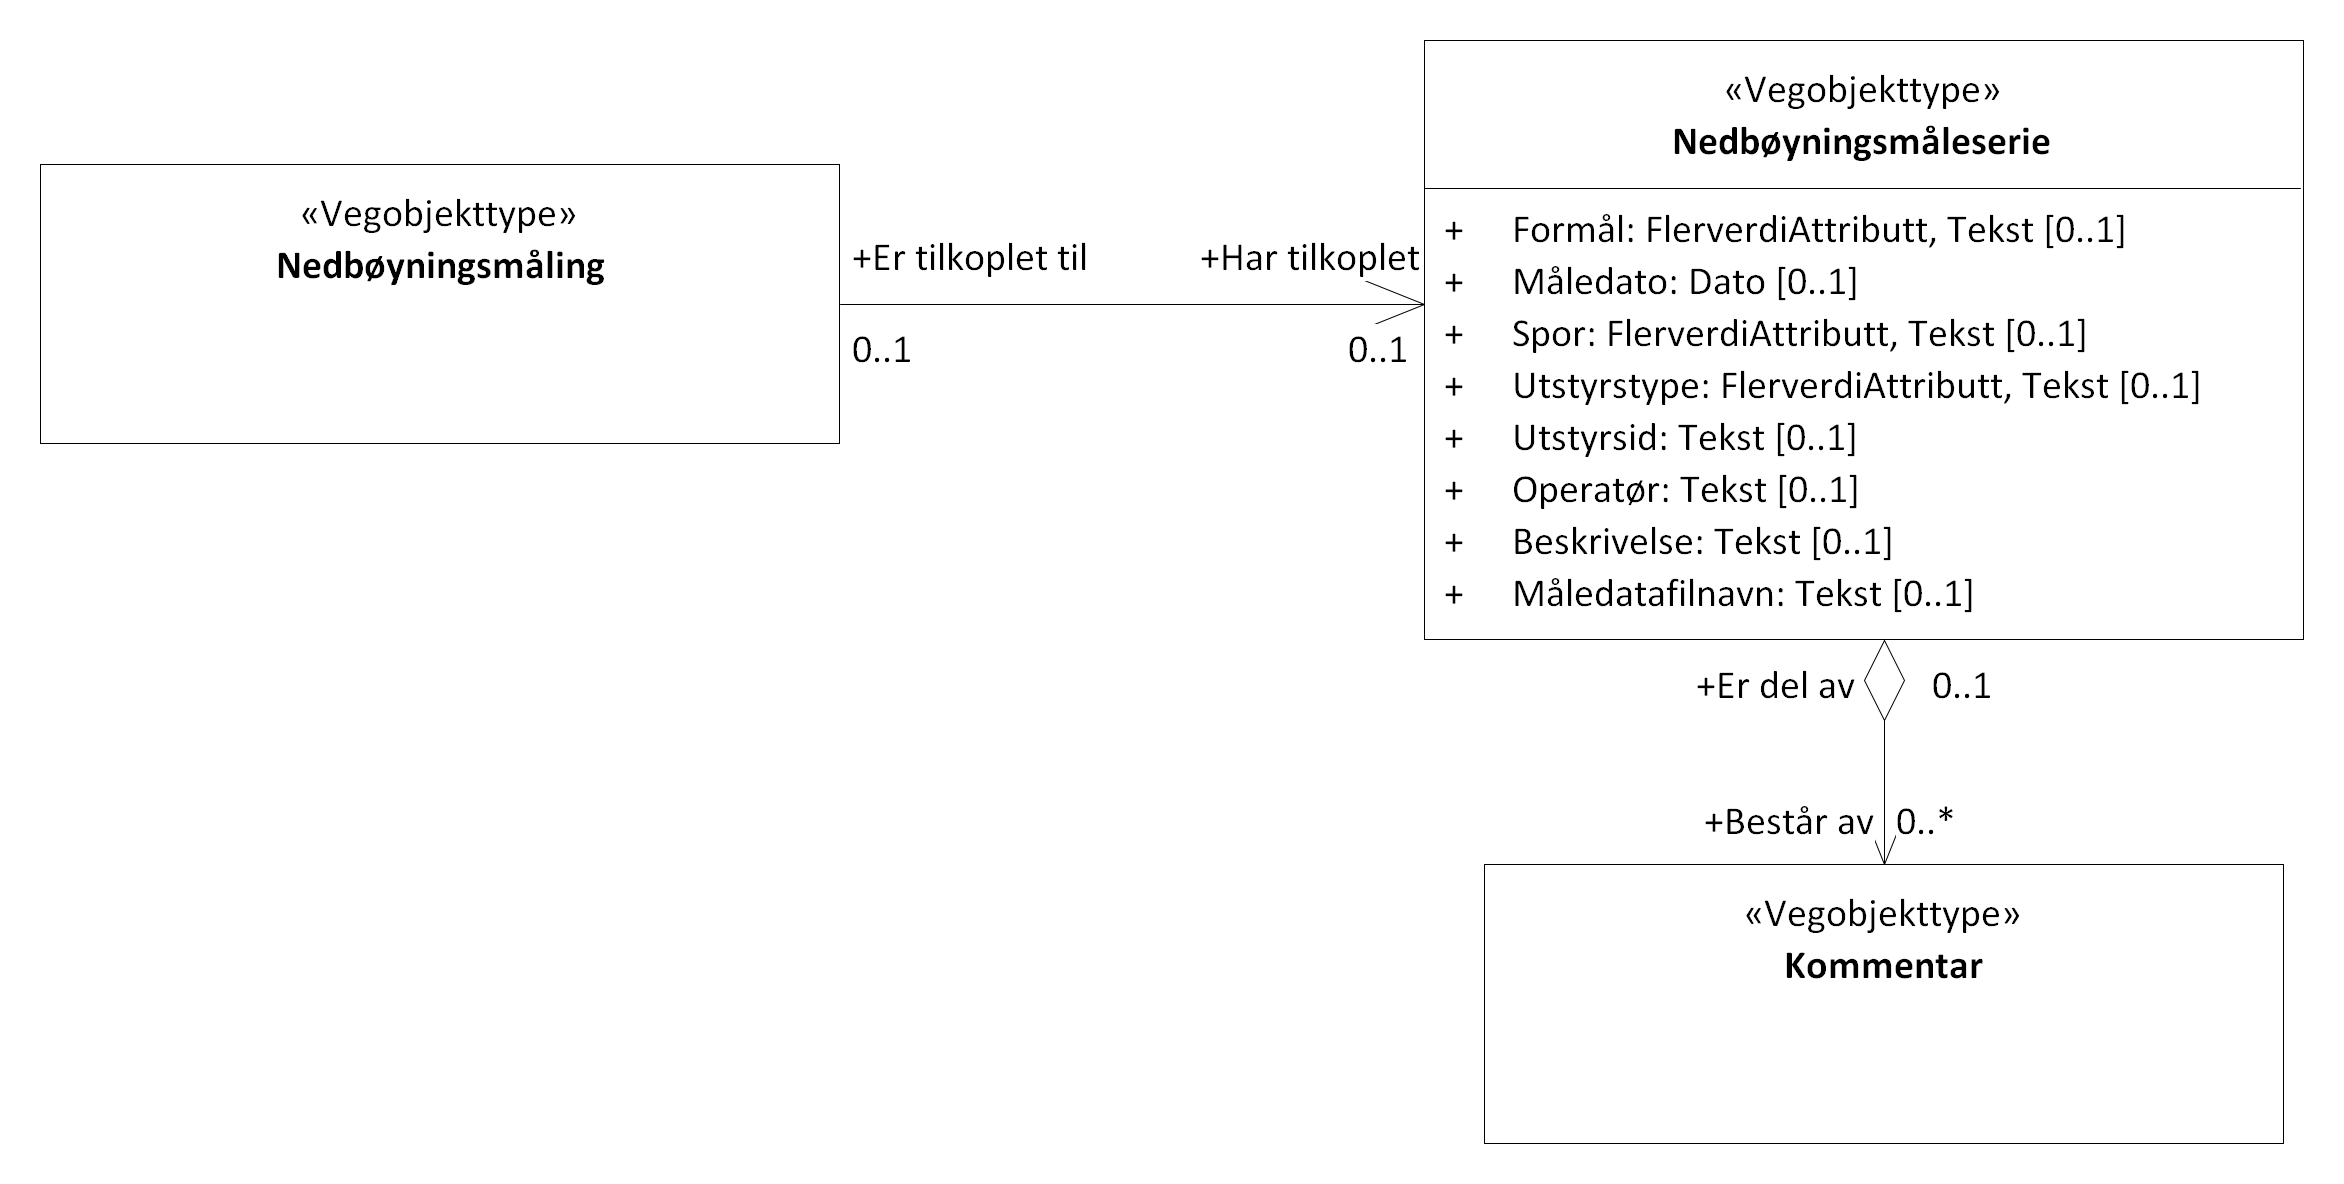 «Vegobjekttype»
Nedbøyningsmåling
+Er tilkoplet til
0..1
+Har tilkoplet
0..1
«Vegobjekttype»
Nedbøyningsmåleserie
+ Formål: FlerverdiAttributt, Tekst [0..1]
+ Måledato: Dato [0..1]
+ Spor: FlerverdiAttributt, Tekst [0..1]
+ Utstyrstype: FlerverdiAttributt, Tekst [0..1]
+ Utstyrsid: Tekst [0..1]
+ Operatør: Tekst [0..1]
+ Beskrivelse: Tekst [0..1]
+ Måledatafilnavn: Tekst [0..1]
+Er del av
0..1
+Består av
0..*
«Vegobjekttype»
Kommentar